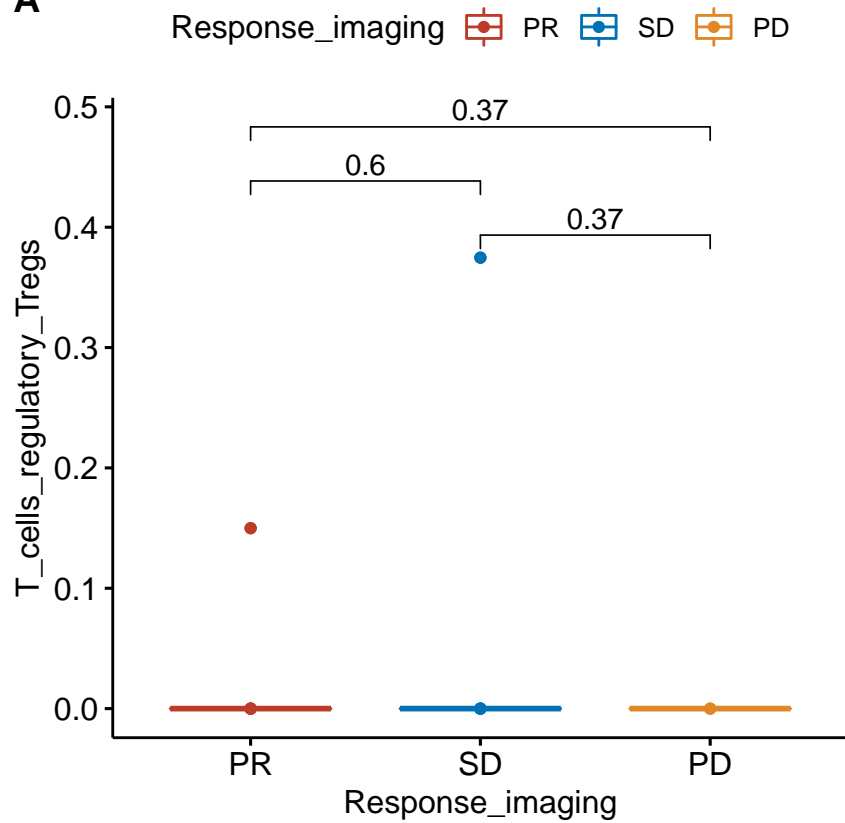 A
Response_imaging PR SD PD
0.5
0.4
0.3
0.2
0.1
0.0
T_cells_regulatory_Tregs
0.37
0.6
0.37
PR SD PD
Response_imaging